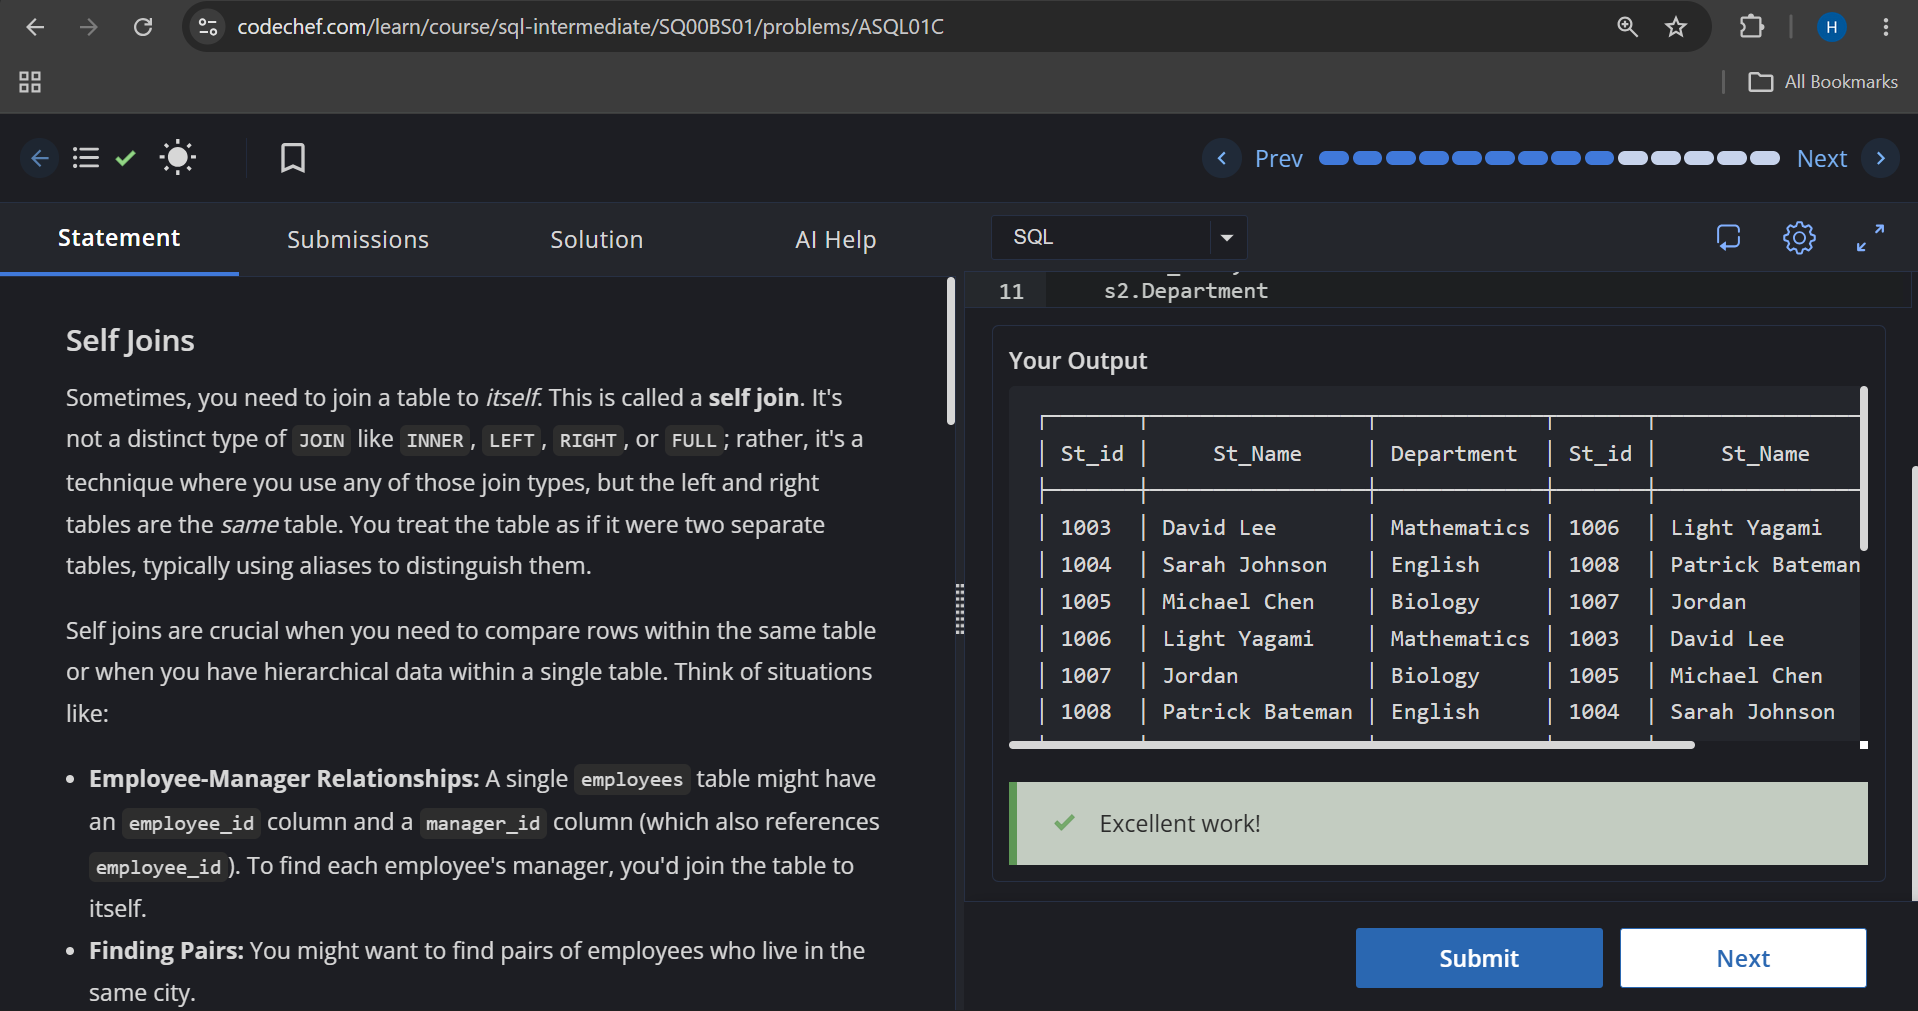 codechef.com/learn/course/sql-intermediate/SQ00BS01/problems/ASQL01C
H
All Bookmarks
Prev
Next
Statement
Submissions
Solution
AI Help
SQL
Self Joins
Sometimes, you need to join a table to itself. This is called a self join. It's
not a distinct type of JOIN like INNER, LEFT, RIGHT, or FULL; rather, it's a
technique where you use any of those join types, but the left and right
tables are the same table. You treat the table as if it were two separate
tables, typically using aliases to distinguish them.
Self joins are crucial when you need to compare rows within the same table
or when you have hierarchical data within a single table. Think of situations
like:
• Employee-Manager Relationships: A single employees table might have
an employee_id column and a manager_id column (which also references
employee_id). To find each employee's manager, you'd join the table to
itself.
• Finding Pairs: You might want to find pairs of employees who live in the
same city.
11 s2.Department
Your Output
St_id St_Name Department St_id St_Name
1003 David Lee Mathematics 1006 Light Yagami
1004 Sarah Johnson English 1008 Patrick Bateman
1005 Michael Chen Biology 1007 Jordan
1006 Light Yagami Mathematics 1003 David Lee
1007 Jordan Biology 1005 Michael Chen
1008 Patrick Bateman English 1004 Sarah Johnson
Excellent work!
Submit
Next